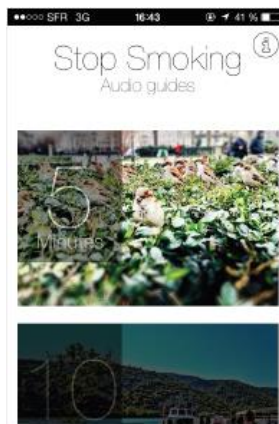 ●●○○○ SFR 3G 16:43 41 %
Stop Smoking
Audio guides
5
Minutes
10